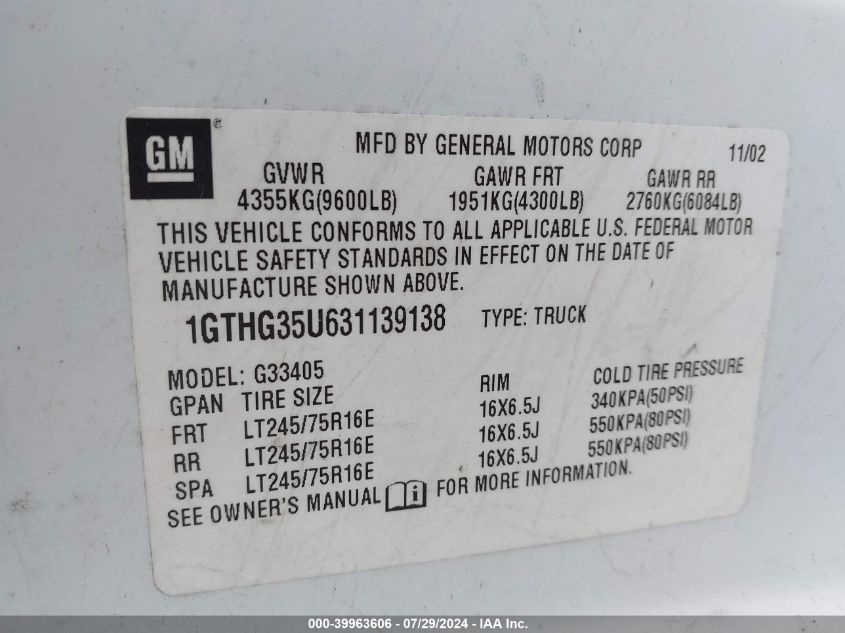 GM®
MFD BY GENERAL MOTORS CORP 11/02
GVWR GAWR FRT GAWR RR
4355KG(9600LB) 1951KG(4300LB) 2760KG(6084LB)
THIS VEHICLE CONFORMS TO ALL APPLICABLE U.S. FEDERAL MOTOR
VEHICLE SAFETY STANDARDS IN EFFECT ON THE DATE OF
MANUFACTURE SHOWN ABOVE.
1GTHG35U631139138 TYPE: TRUCK
MODEL: G33405
GPAN TIRE SIZE RIM COLD TIRE PRESSURE
FRT LT245/75R16E 16X6.5J 340KPA(50PSI)
RR LT245/75R16E 16X6.5J 550KPA(80PSI)
SPA LT245/75R16E 16X6.5J 550KPA(80PSI)
SEE OWNER'S MANUAL i FOR MORE INFORMATION.
000-39963606 - 07/29/2024 - IAA Inc.